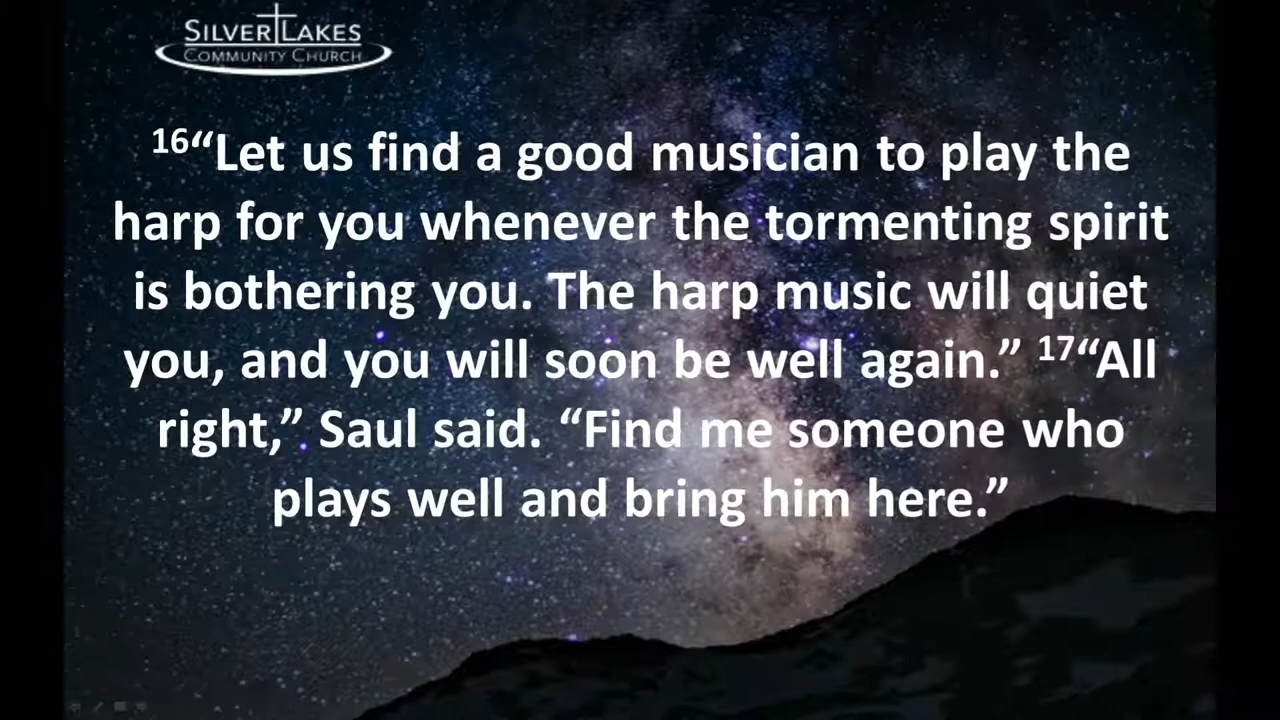 SILVER LAKES
COMMUNITY CHURCH
16“Let us find a good musician to play the
harp for you whenever the tormenting spirit
is bothering you. The harp music will quiet
you, and you will soon be well again.” 17“All
right,” Saul said. “Find me someone who
plays well and bring him here.”